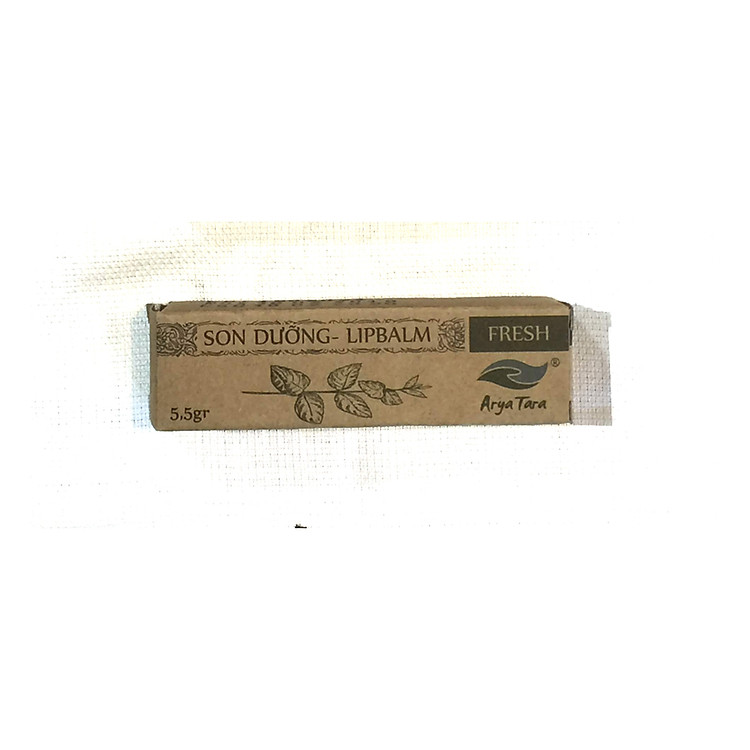 SON DƯỠNG- LIPBALM
FRESH
5,5gr
®
Arya Tara